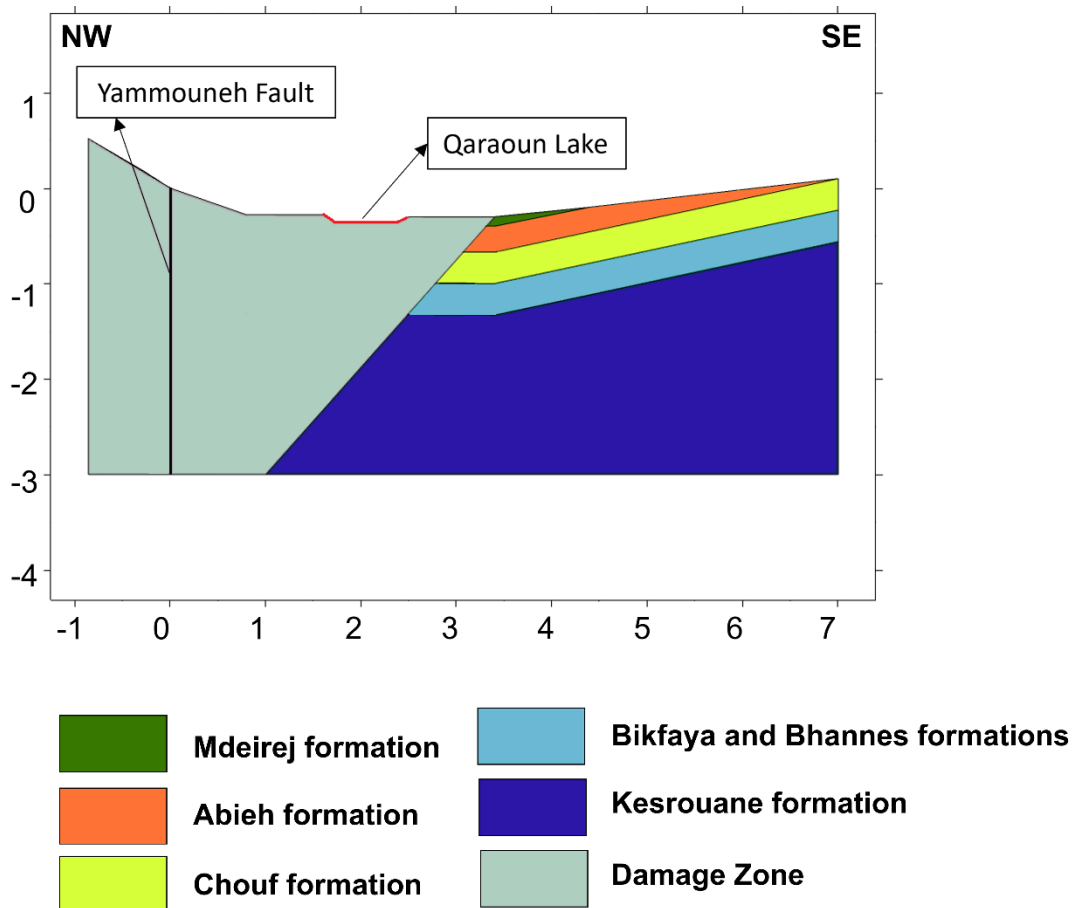 NW
SE
Yammouneh Fault
Qaraoun Lake
1
0
-1
-2
-3
-4
-1 0 1 2 3 4 5 6 7
Mdeirej formation
Abieh formation
Chouf formation
Bikfaya and Bhannes formations
Kesrouane formation
Damage Zone